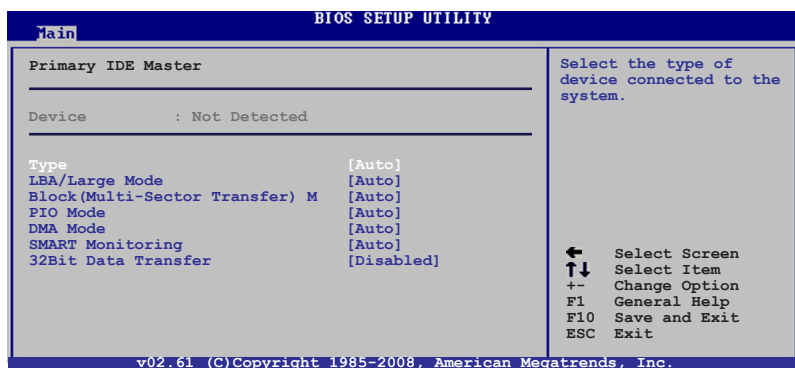 BIOS SETUP UTILITY
Main
Primary IDE Master
Device : Not Detected
Type [Auto]
LBA/Large Mode [Auto]
Block(Multi-Sector Transfer) M [Auto]
PIO Mode [Auto]
DMA Mode [Auto]
SMART Monitoring [Auto]
32Bit Data Transfer [Disabled]
Select the type of
device connected to the
system.
Select Screen
Select Item
+- Change Option
F1 General Help
F10 Save and Exit
ESC Exit
v02.61 (C)Copyright 1985-2008, American Megatrends, Inc.